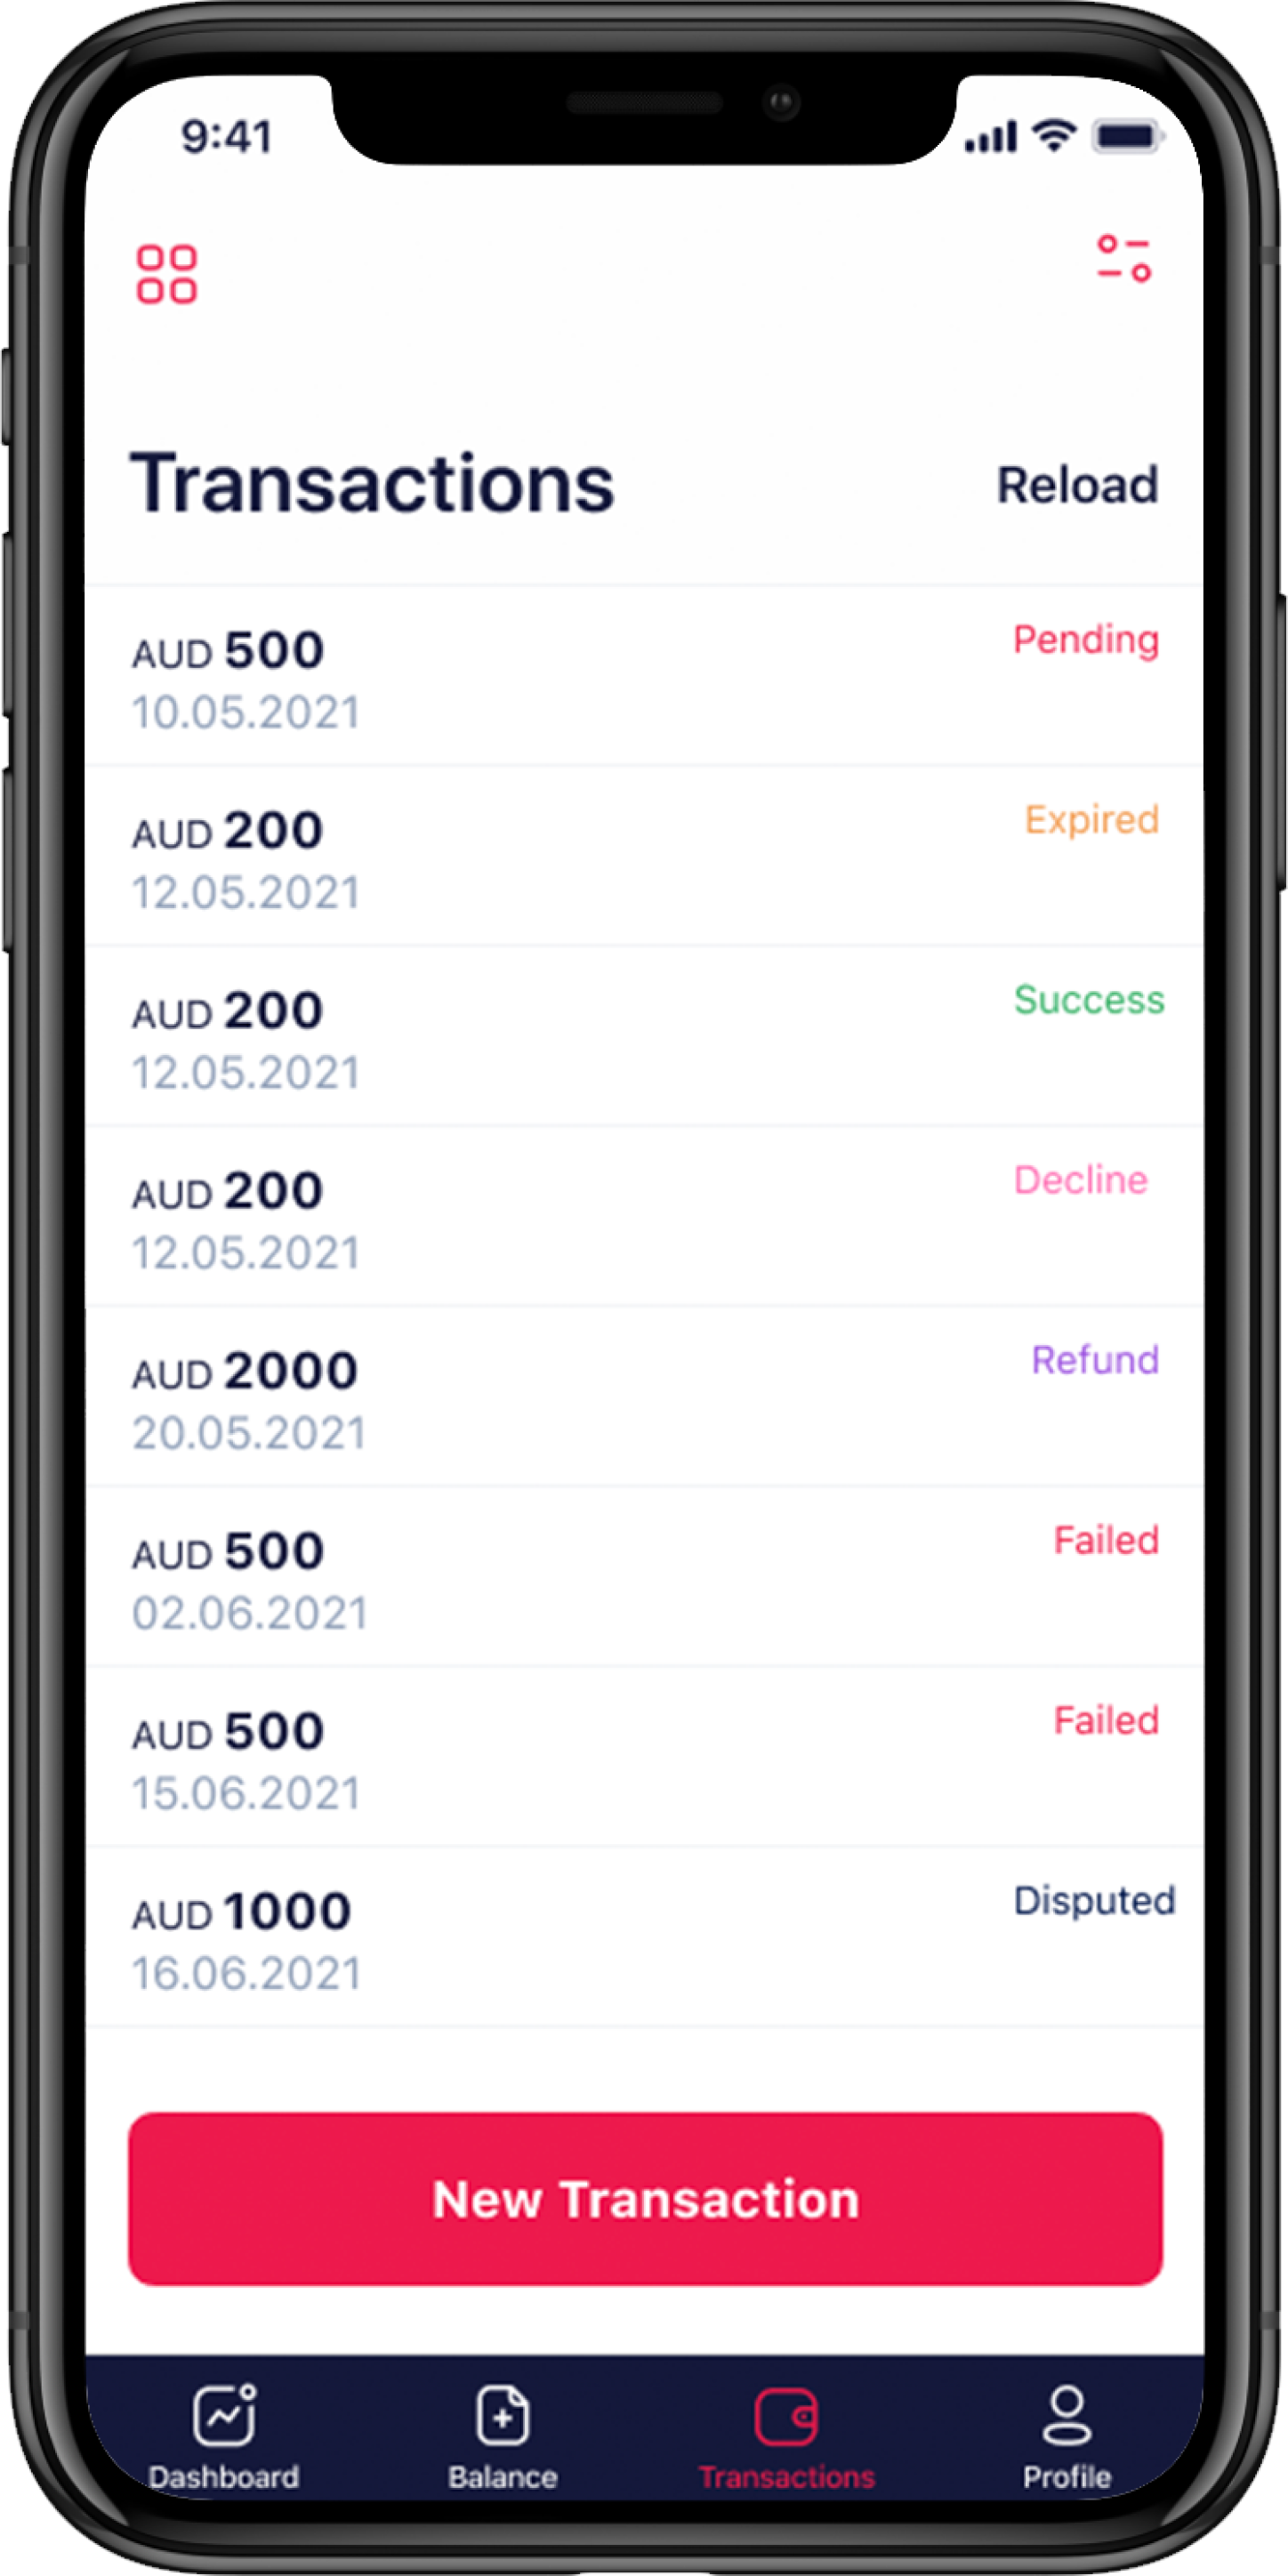 9:41
Transactions Reload
AUD 500 Pending
10.05.2021
AUD 200 Expired
12.05.2021
AUD 200 Success
12.05.2021
AUD 200 Decline
12.05.2021
AUD 2000 Refund
20.05.2021
AUD 500 Failed
02.06.2021
AUD 500 Failed
15.06.2021
AUD 1000 Disputed
16.06.2021
New Transaction
Dashboard Balance Transactions Profile